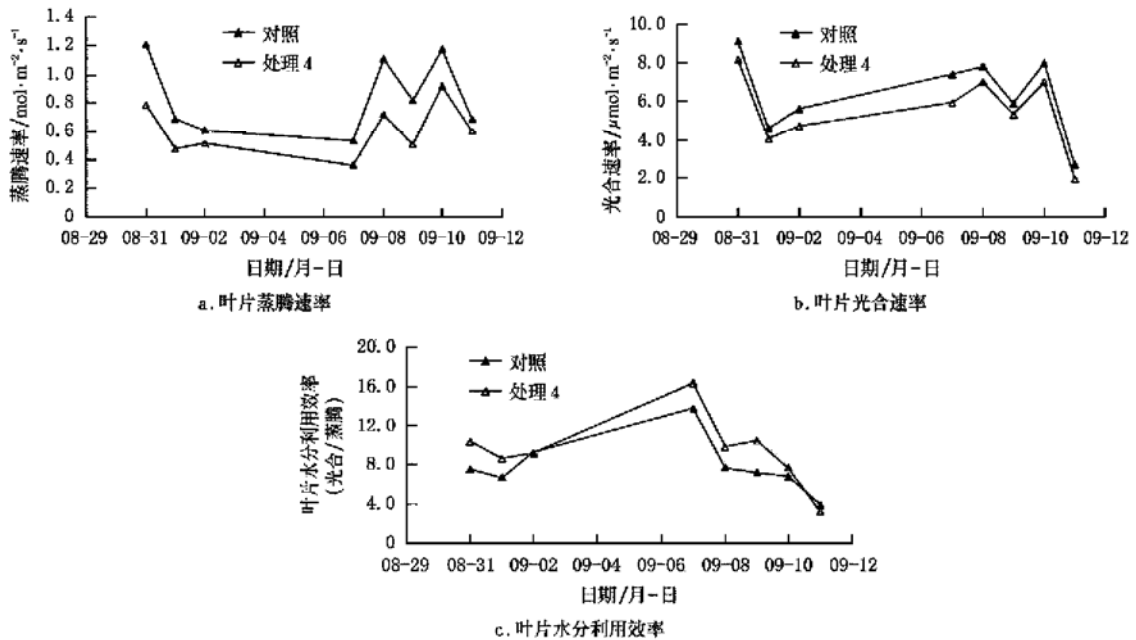 蒸腾速率/mol·m⁻²·s⁻¹
1.4
1.2
1.0
0.8
0.6
0.4
0.2
0
对照
处理4
08-29 08-31 09-02 09-04 09-06 09-08 09-10 09-12
日期/月-日
a.叶片蒸腾速率
光合速率/μmol·m⁻²·s⁻¹
10.0
8.0
6.0
4.0
2.0
0
对照
处理4
08-29 08-31 09-02 09-04 09-06 09-08 09-10 09-12
日期/月-日
b.叶片光合速率
叶片水分利用效率
(光合/蒸腾)
20.0
16.0
12.0
8.0
4.0
0
对照
处理4
08-29 08-31 09-02 09-04 09-06 09-08 09-10 09-12
日期/月-日
c.叶片水分利用效率